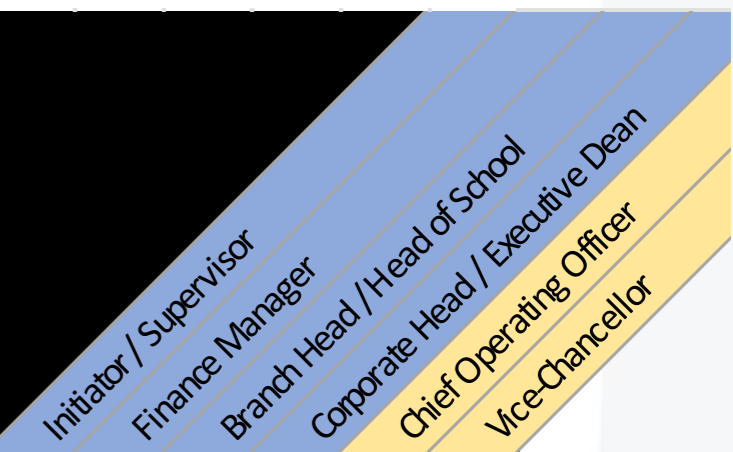 Initiator / Supervisor
Finance Manager
Branch Head / Head of School
Corporate Head / Executive Dean
Chief Operating Officer
Vice-Chancellor